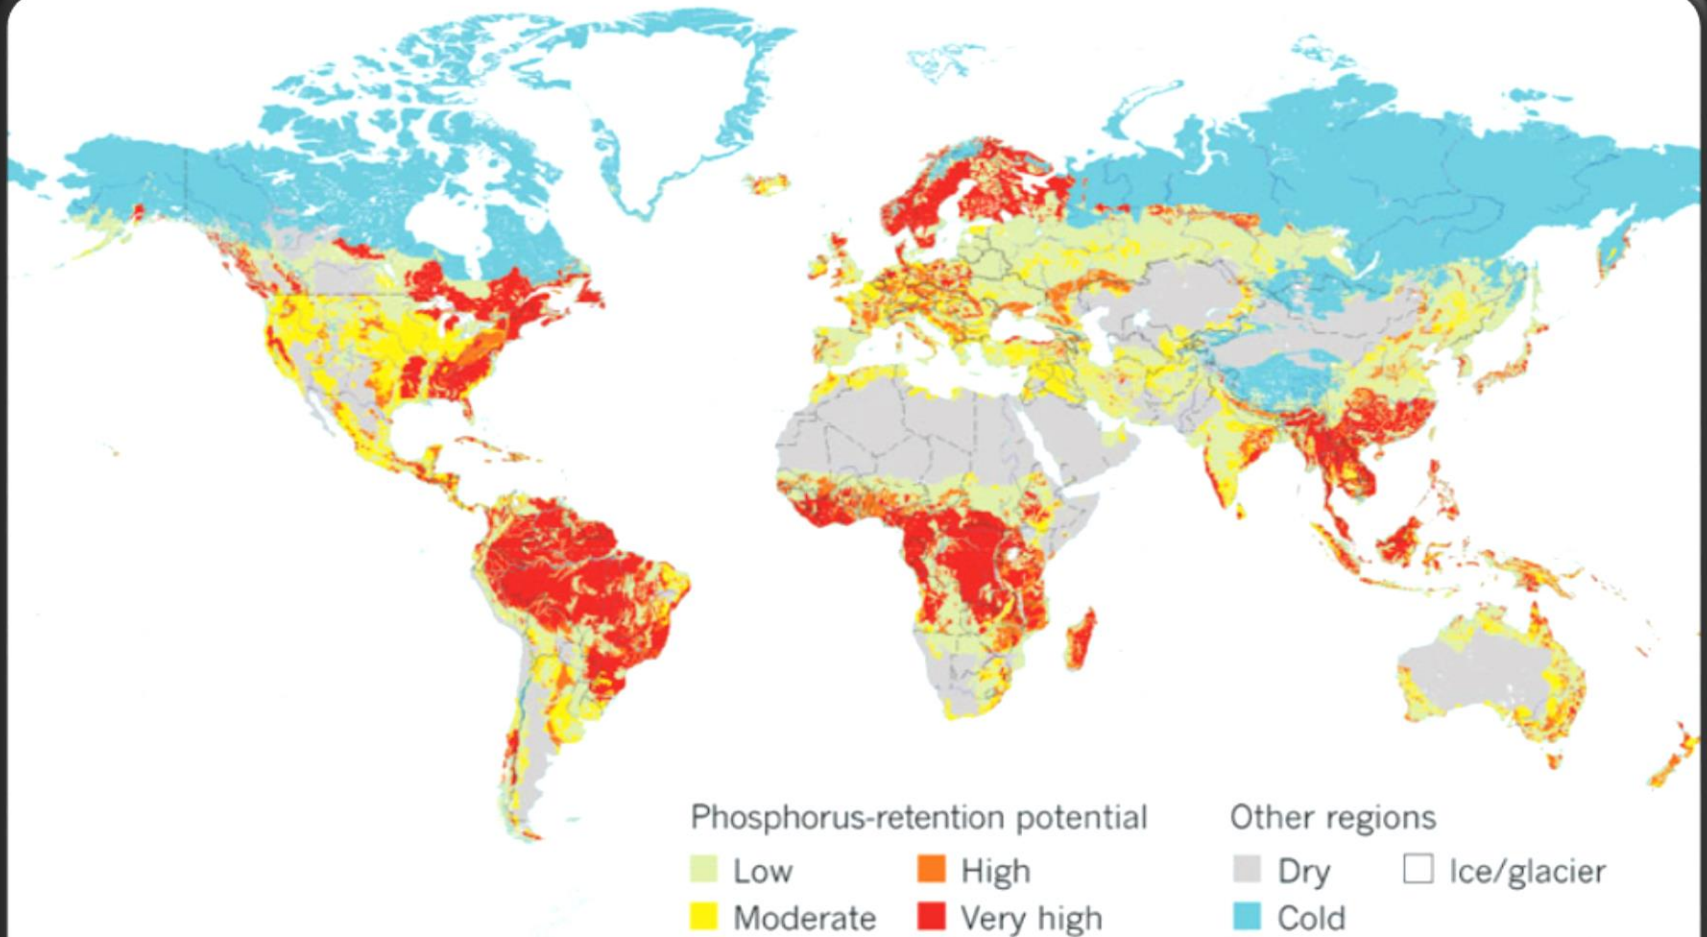 Phosphorus-retention potential
Low
High
Moderate
Very high
Other regions
Dry
Ice/glacier
Cold